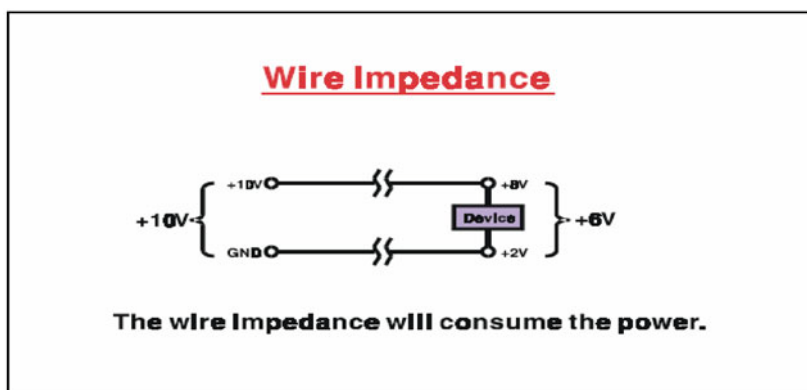 Wire Impedance
+10V +8V
+10V Device +6V
GND +2V
The wire impedance will consume the power.